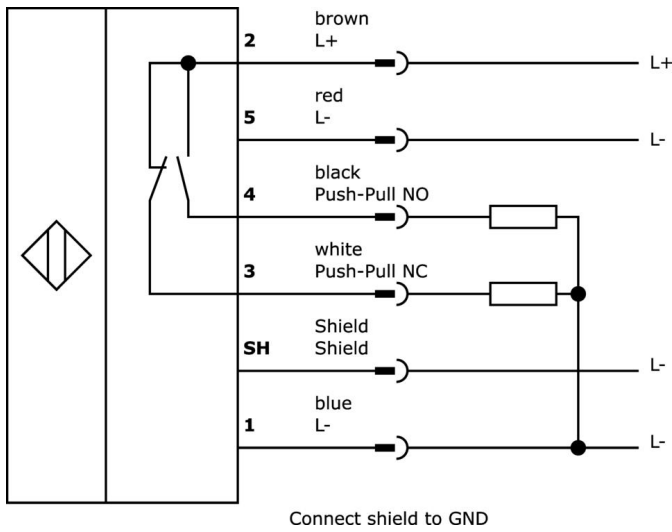 brown
2 L+
L+
red
5 L-
L-
black
4 Push-Pull NO
white
3 Push-Pull NC
Shield
SH Shield
L-
blue
1 L-
L-
Connect shield to GND